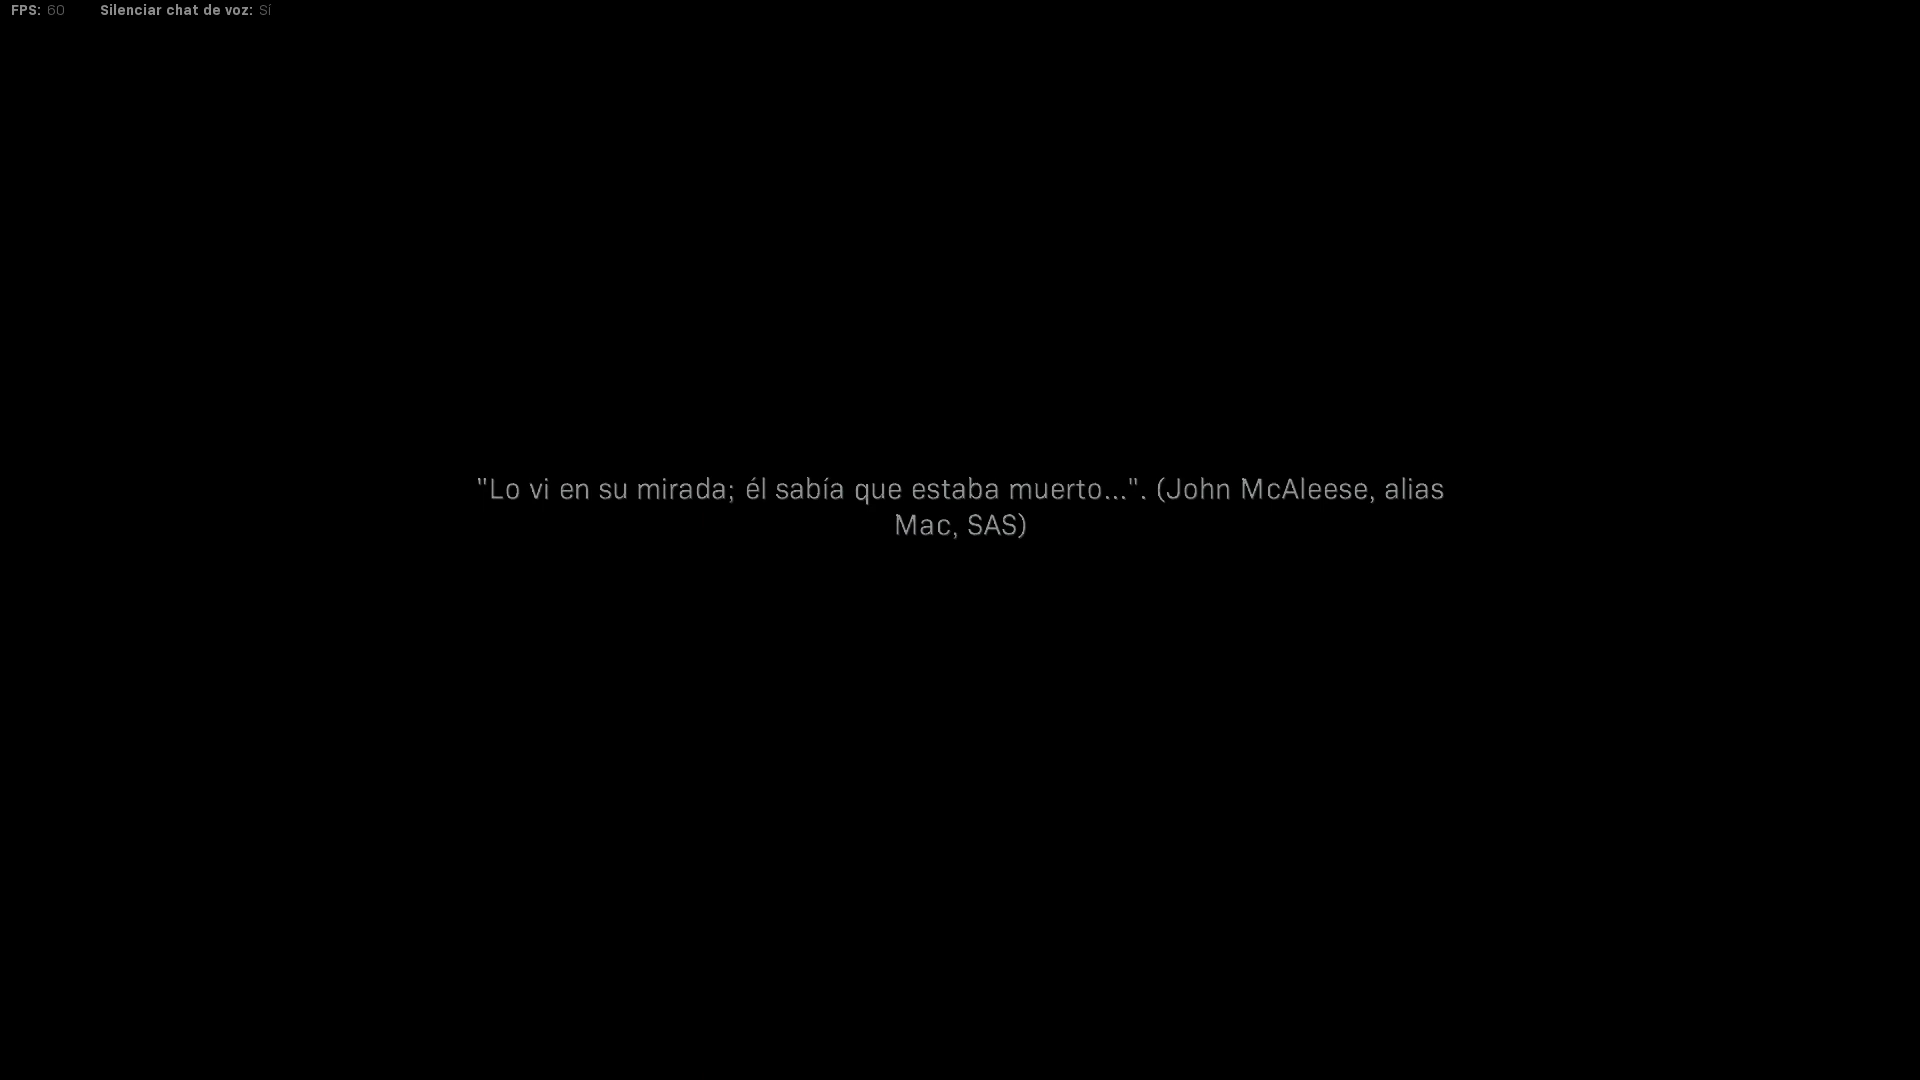 FPS: 60 Silenciar chat de voz: Sí
"Lo vi en su mirada; él sabía que estaba muerto...". (John McAleese, alias
Mac, SAS)